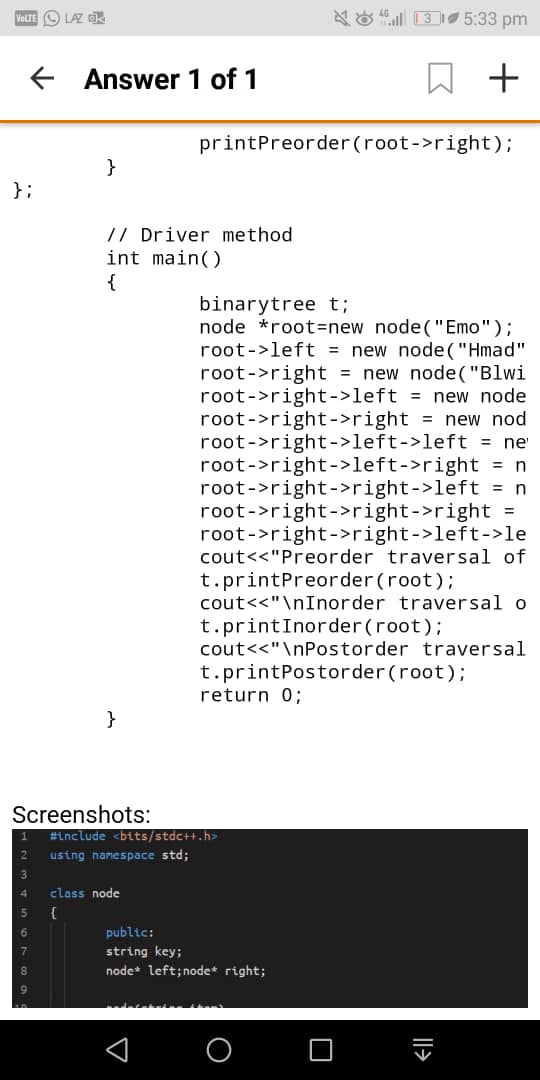 VoLTE LAZ 4G 3 5:33 pm
Answer 1 of 1
printPreorder(root->right);
}
};
// Driver method
int main()
{
binarytree t;
node *root=new node("Emo");
root->left = new node("Hmad"
root->right = new node("Blwi
root->right->left = new node
root->right->right = new nod
root->right->left->left = ne
root->right->left->right = n
root->right->right->left = n
root->right->right->right =
root->right->right->left->le
cout<<"Preorder traversal of
t.printPreorder(root);
cout<<"\nInorder traversal o
t.printInorder(root);
cout<<"\nPostorder traversal
t.printPostorder(root);
return 0;
}
Screenshots:
1 #include <bits/stdc++.h>
2 using namespace std;
3
4 class node
5 {
6 public:
7 string key;
8 node* left;node* right;
9